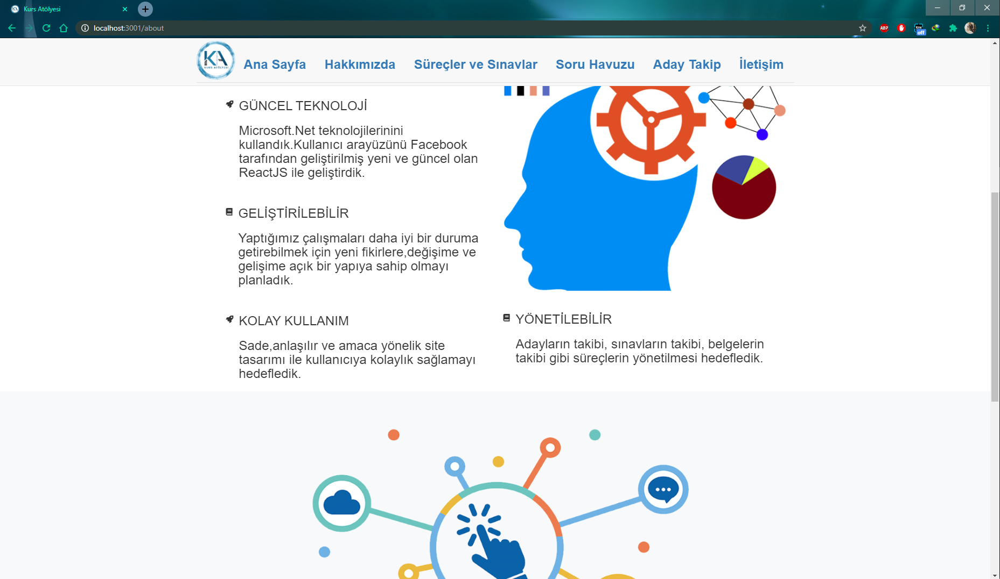 Kurs Atölyesi
localhost:3001/about
ABP
off
KA
KURS ATÖLYESİ
Ana Sayfa Hakkımızda Süreçler ve Sınavlar Soru Havuzu Aday Takip İletişim
GÜNCEL TEKNOLOJİ
Microsoft.Net teknolojilerinini
kullandık.Kullanıcı arayüzünü Facebook
tarafından geliştirilmiş yeni ve güncel olan
ReactJS ile geliştirdik.
GELİŞTİRİLEBİLİR
Yaptığımız çalışmaları daha iyi bir duruma
getirebilmek için yeni fikirlere,değişime ve
gelişime açık bir yapıya sahip olmayı
planladık.
KOLAY KULLANIM
Sade,anlaşılır ve amaca yönelik site
tasarımı ile kullanıcıya kolaylık sağlamayı
hedefledik.
YÖNETİLEBİLİR
Adayların takibi, sınavların takibi, belgelerin
takibi gibi süreçlerin yönetilmesi hedefledik.